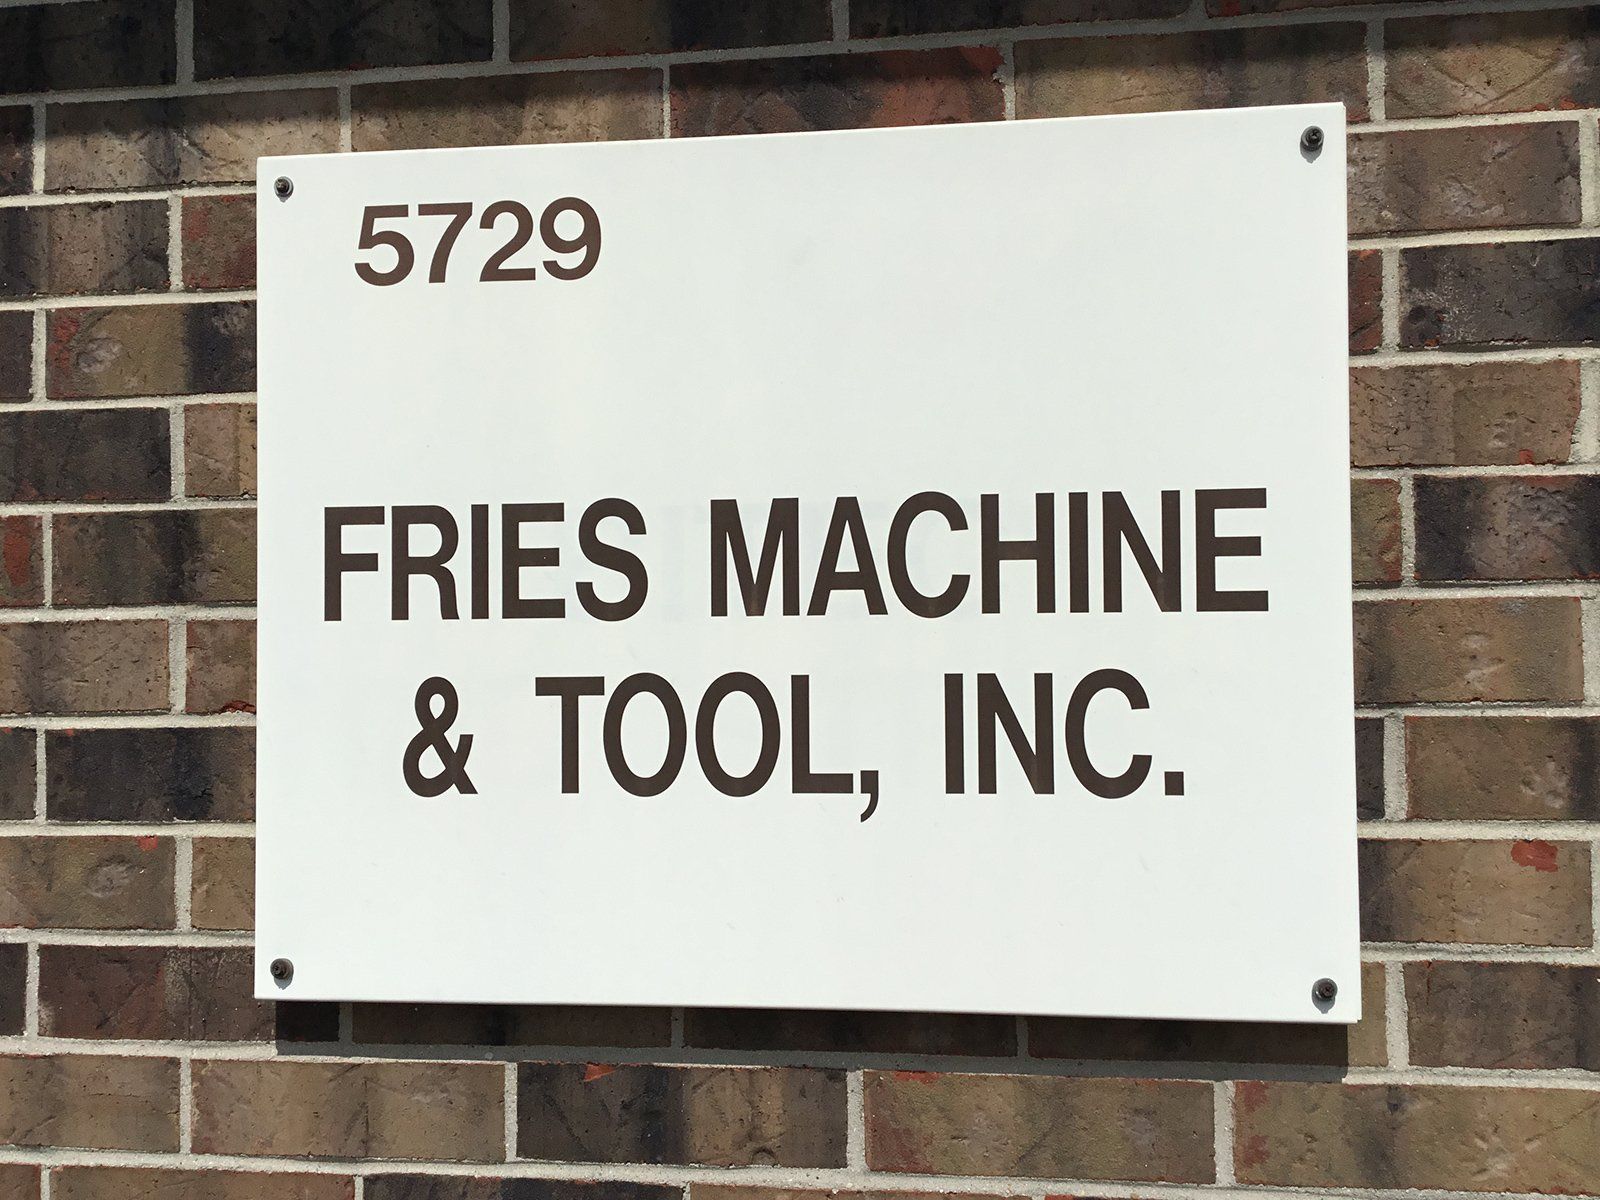 5729
FRIES MACHINE
& TOOL, INC.